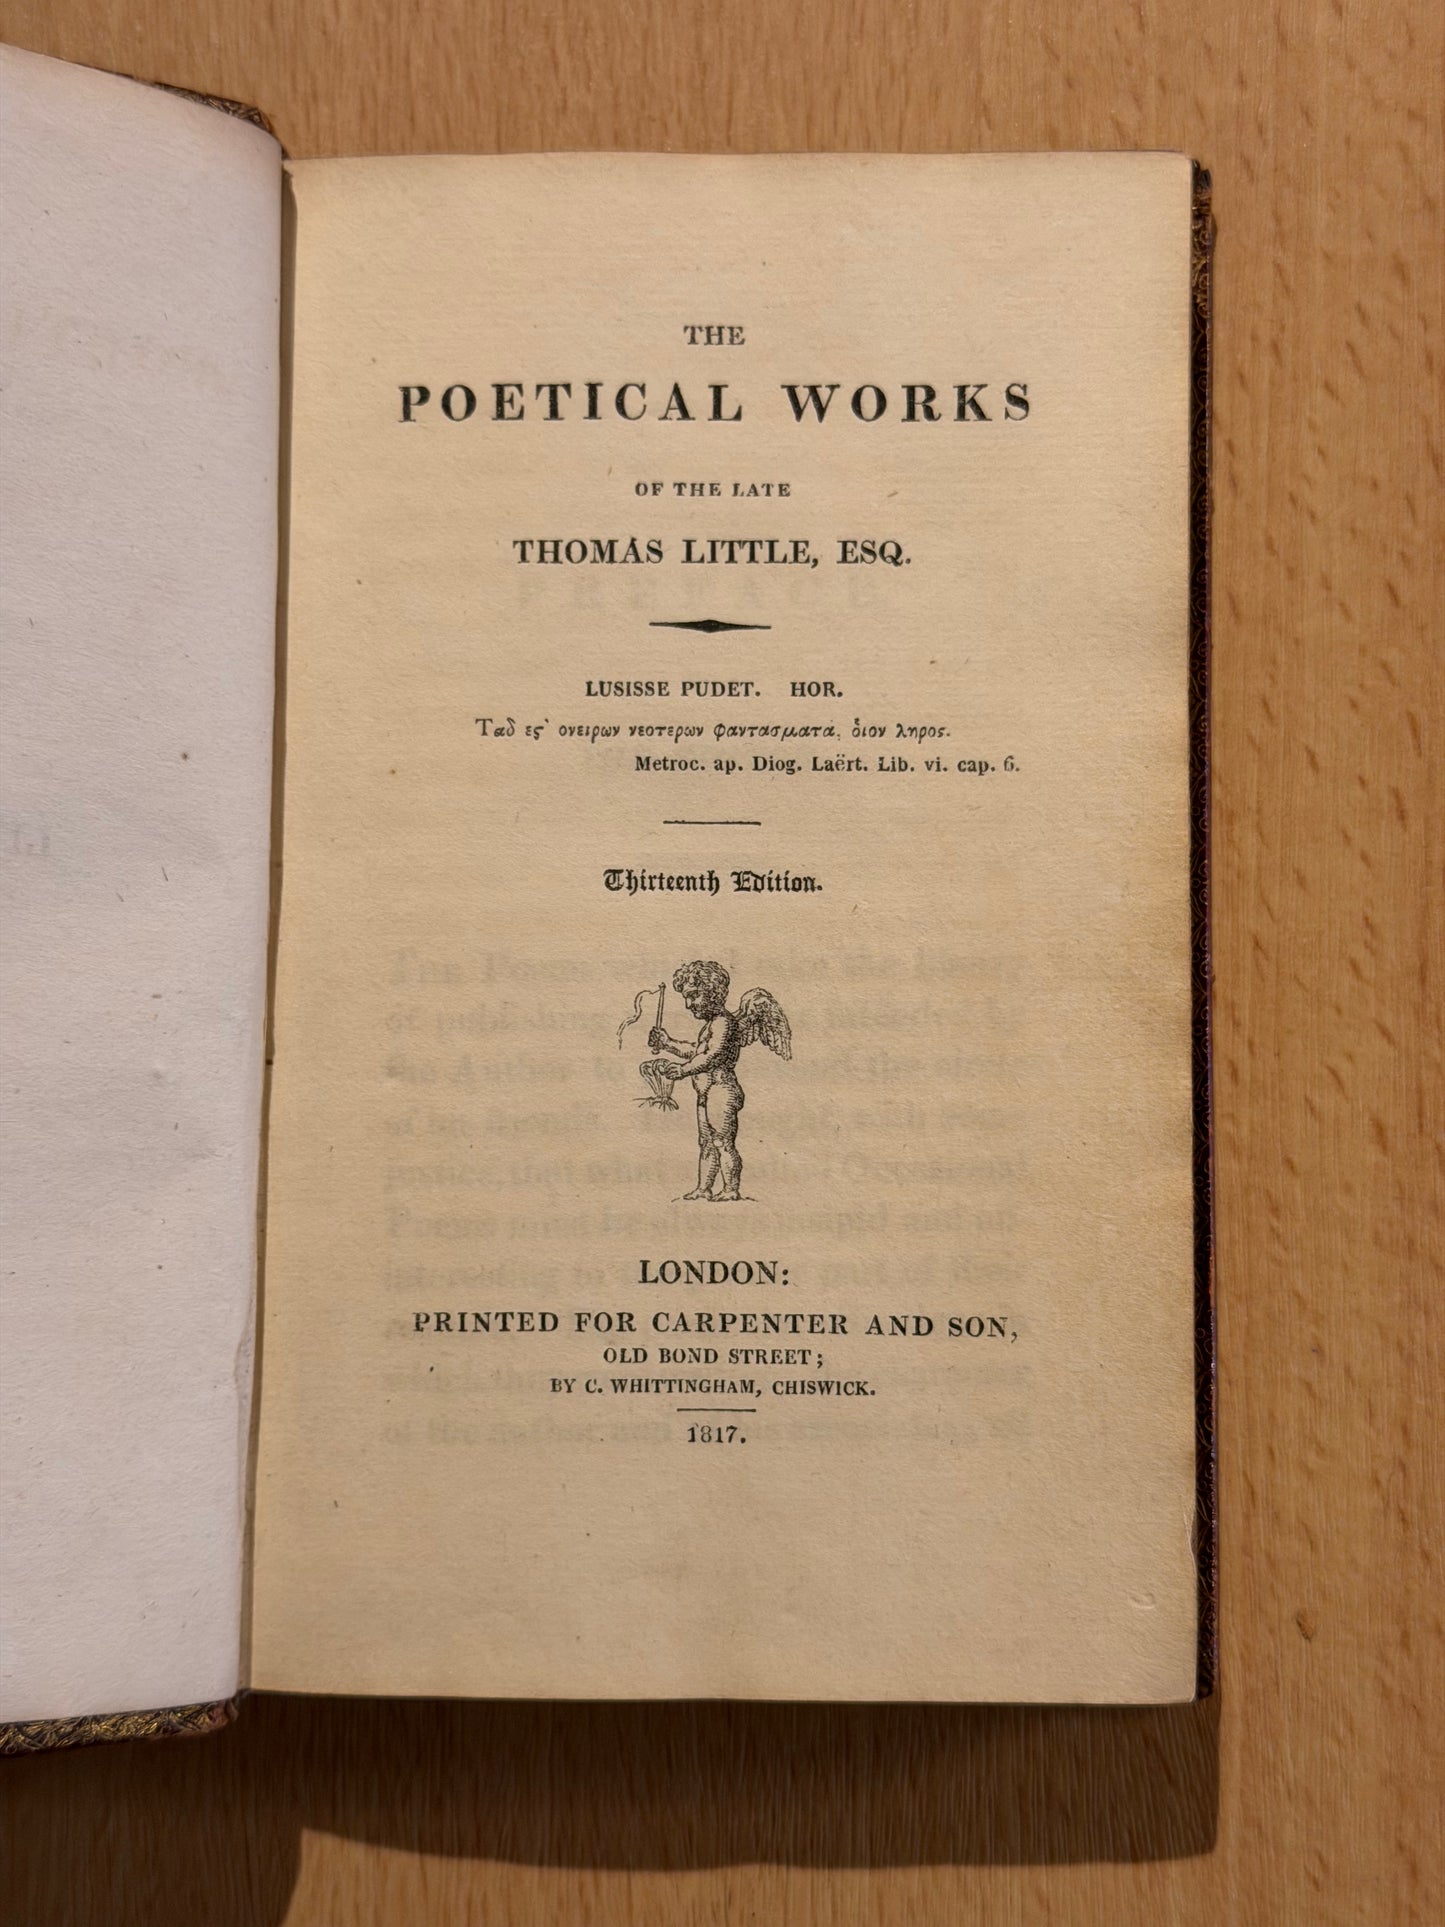 THE
POETICAL WORKS
OF THE LATE
THOMAS LITTLE, ESQ.
LUSISSE PUDET. HOR.
Ταδ ες᾽ ονειρων νεοτερων φαντασματα, ὁιον ληρος.
Metroc. ap. Diog. Laërt. Lib. vi. cap. 6.
Thirteenth Edition.
LONDON:
PRINTED FOR CARPENTER AND SON,
OLD BOND STREET;
BY C. WHITTINGHAM, CHISWICK.
1817.